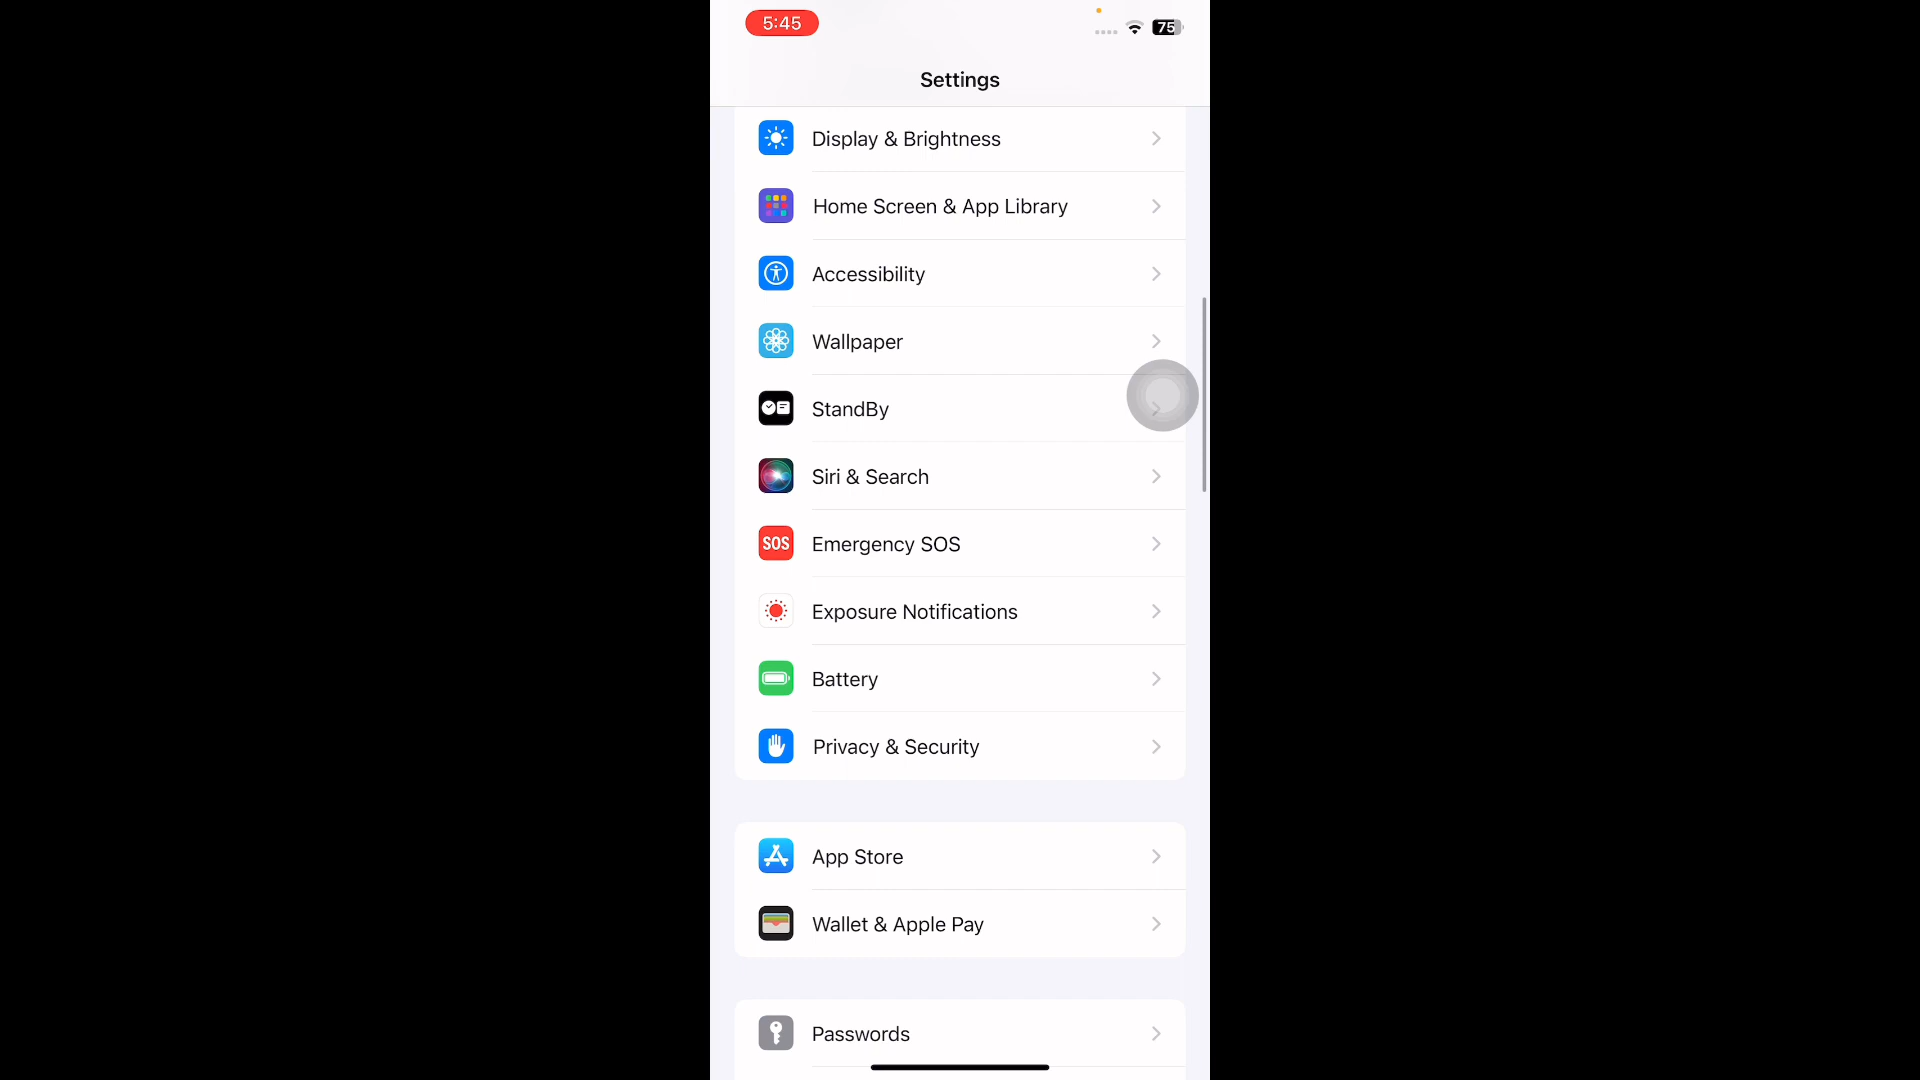 5:45
75
Settings
Display & Brightness
Home Screen & App Library
Accessibility
Wallpaper
StandBy
Siri & Search
SOS
Emergency SOS
Exposure Notifications
Battery
Privacy & Security
App Store
Wallet & Apple Pay
Passwords